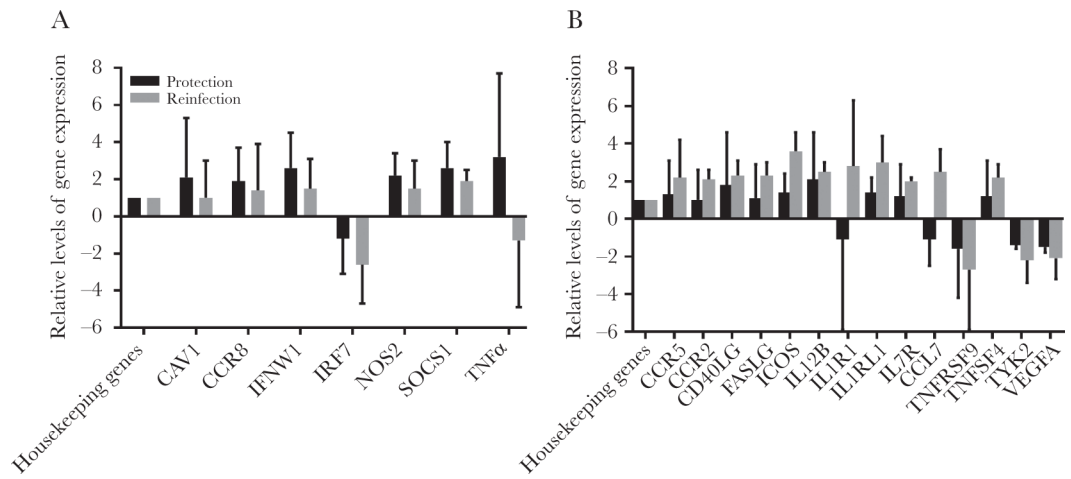 A
Relative levels of gene expression
8
6
4
2
0
−2
−4
−6
Protection
Reinfection
Housekeeping genes
CAV1
CCR8
IFNW1
IRF7
NOS2
SOCS1
TNFα
B
Relative levels of gene expression
8
6
4
2
0
−2
−4
−6
Housekeeping genes
CCR5
CCR2
CD40LG
FASLG
ICOS
IL12B
IL1R1
IL1RL1
IL7R
CCL7
TNFRSF9
TNFSF4
TYK2
VEGFA